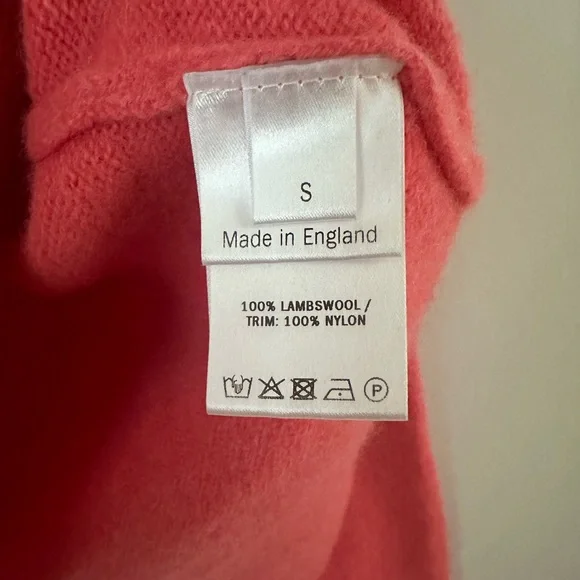 S
Made in England
100% LAMBSWOOL /
TRIM: 100% NYLON
P